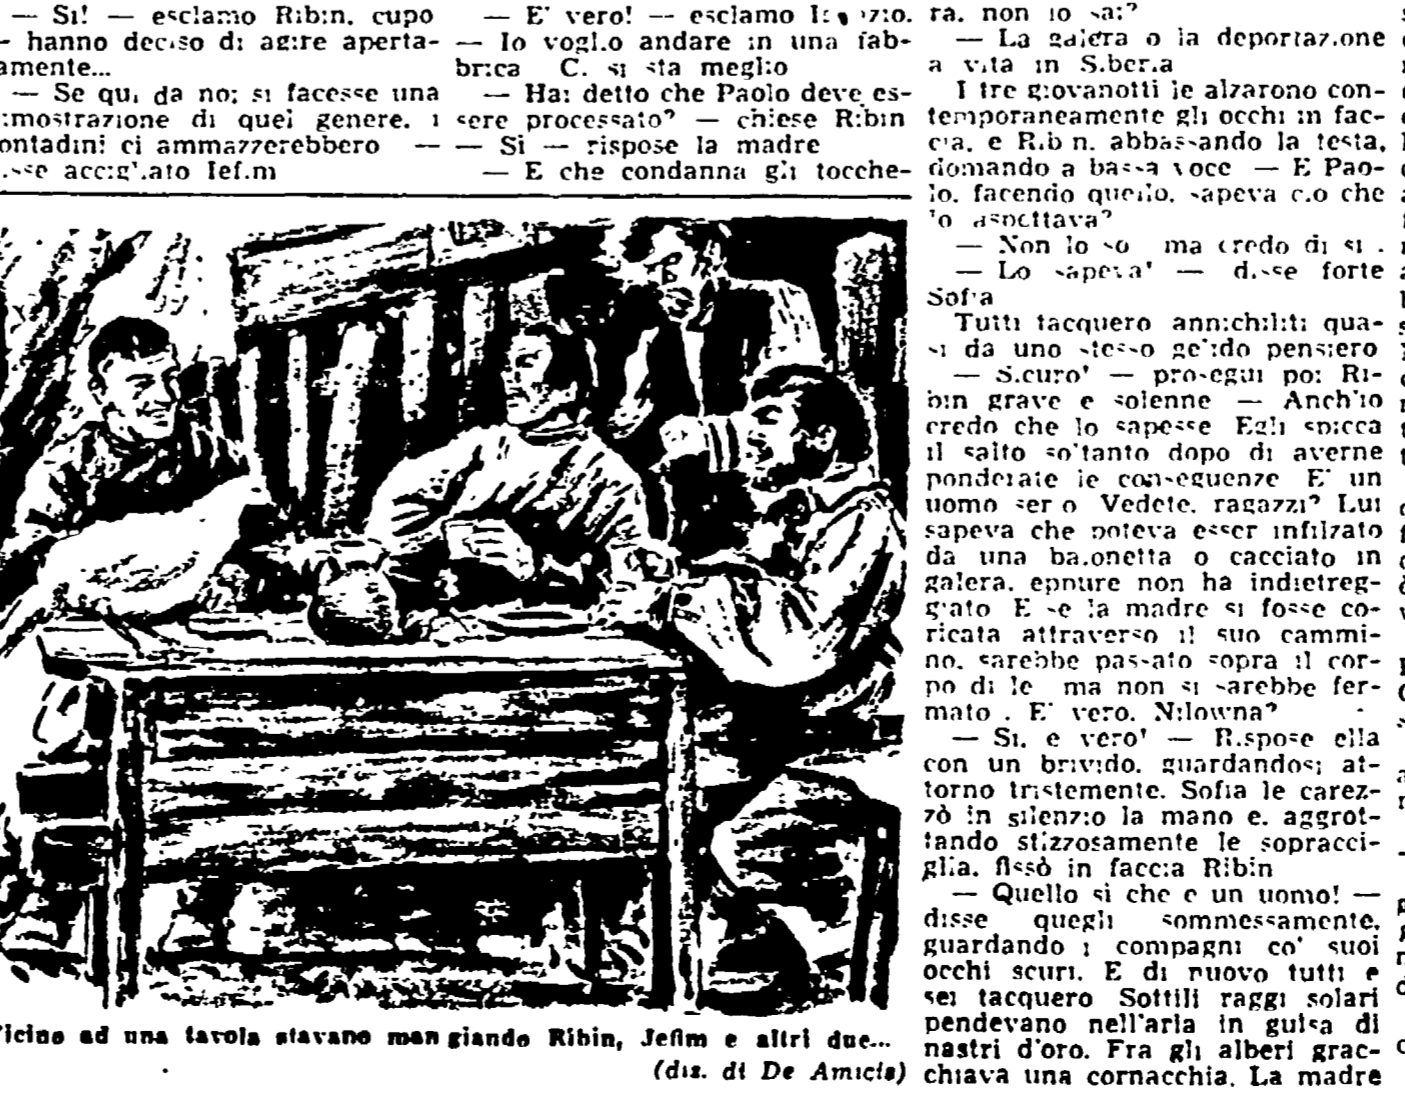 — Sì! — esclamò Ribin, cupo
— hanno deciso di agire aperta-
amente...
— Se qui da noi si facesse una
imostrazione di quel genere, i
ontadini ci ammazzerebbero —
isse accigliato Iefim
— E' vero! — esclamò
— Io voglio andare in una fab-
brica Ci si sta meglio
— Hai detto che Paolo deve es-
sere processato? — chiese Ribin
— Sì — rispose la madre
— E che condanna gli tocche-
rà, non lo sai?
— La galera o la deportazione
a vita in Siberia
I tre giovanotti le alzarono con-
temporaneamente gli occhi in fac-
cia, e Ribin, abbassando la testa,
domandò a bassa voce — E Pao-
lo, facendo quello, sapeva ciò che
lo aspettava?
— Non lo so ma credo di sì .
— Lo sapeva! — disse forte
Sofia
Tutti tacquero annichiliti qua-
si da uno stesso gelido pensiero
— Sicuro! — proseguì poi Ri-
bin grave e solenne — Anch'io
credo che lo sapesse Egli spicca
il salto soltanto dopo di averne
ponderate le conseguenze E' un
uomo serio Vedete, ragazzi? Lui
sapeva che poteva esser infilzato
da una baionetta o cacciato in
galera, eppure non ha indietreg-
giato E se la madre si fosse co-
ricata attraverso il suo cammi-
no, sarebbe passato sopra il cor-
po di lei ma non si sarebbe fer-
mato . E' vero, Nilowna?
— Sì, è vero! — Rispose ella
con un brivido, guardandosi at-
torno tristemente. Sofia le carez-
zò in silenzio la mano e, aggrot-
tando stizzosamente le sopracci-
glia, fissò in faccia Ribin
— Quello sì che è un uomo! —
disse quegli sommessamente,
guardando i compagni co' suoi
occhi scuri. E di nuovo tutti e
sei tacquero Sottili raggi solari
pendevano nell'aria in guisa di
nastri d'oro. Fra gli alberi grac-
chiava una cornacchia. La madre
Vicino ad una tavola stavano mangiando Ribin, Jefim e altri due...
(dis. di De Amicis)